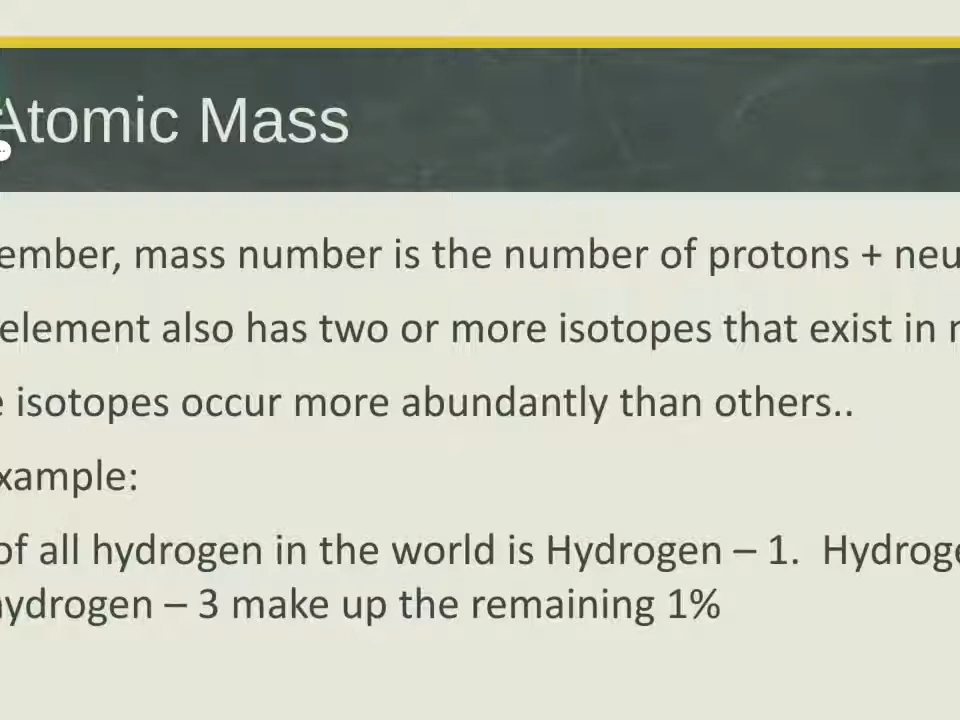 Atomic Mass
ember, mass number is the number of protons + neu
element also has two or more isotopes that exist in n
e isotopes occur more abundantly than others..
xample:
of all hydrogen in the world is Hydrogen – 1. Hydroge
hydrogen – 3 make up the remaining 1%